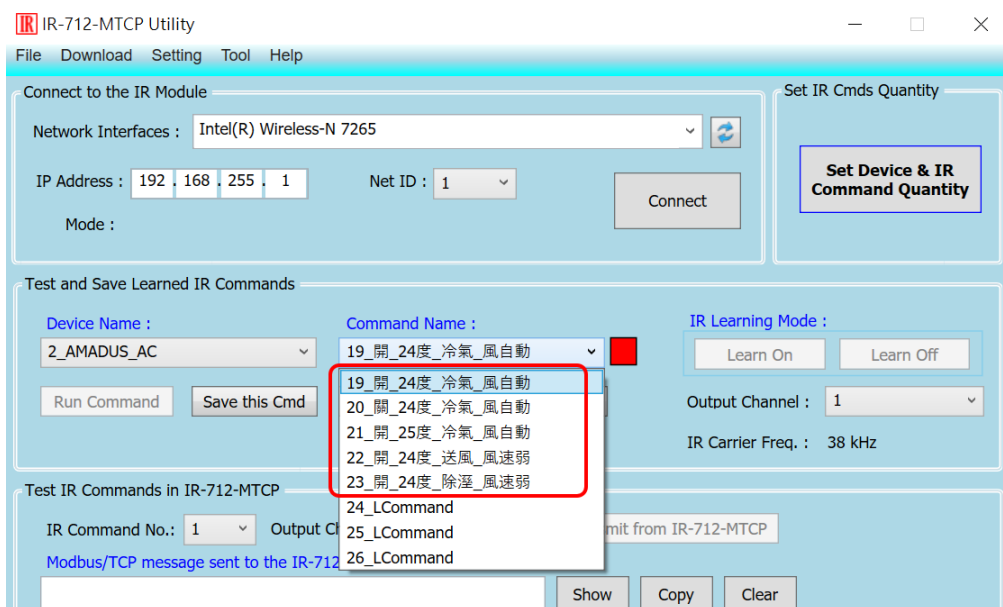 IR IR-712-MTCP Utility
File Download Setting Tool Help
Connect to the IR Module
Network Interfaces : Intel(R) Wireless-N 7265
IP Address : 192 . 168 . 255 . 1 Net ID : 1
Connect
Mode :
Set IR Cmds Quantity
Set Device & IR
Command Quantity
Test and Save Learned IR Commands
Device Name : Command Name : IR Learning Mode :
2_AMADUS_AC 19_開_24度_冷氣_風自動 Learn On Learn Off
19_開_24度_冷氣_風自動
20_關_24度_冷氣_風自動
21_開_25度_冷氣_風自動
22_開_24度_送風_風速弱
23_開_24度_除溼_風速弱
24_LCommand
25_LCommand
26_LCommand
Run Command Save this Cmd Output Channel : 1
IR Carrier Freq. : 38 kHz
Test IR Commands in IR-712-MTCP
IR Command No.: 1 Output from IR-712-MTCP
Modbus/TCP message sent to the
Show Copy Clear